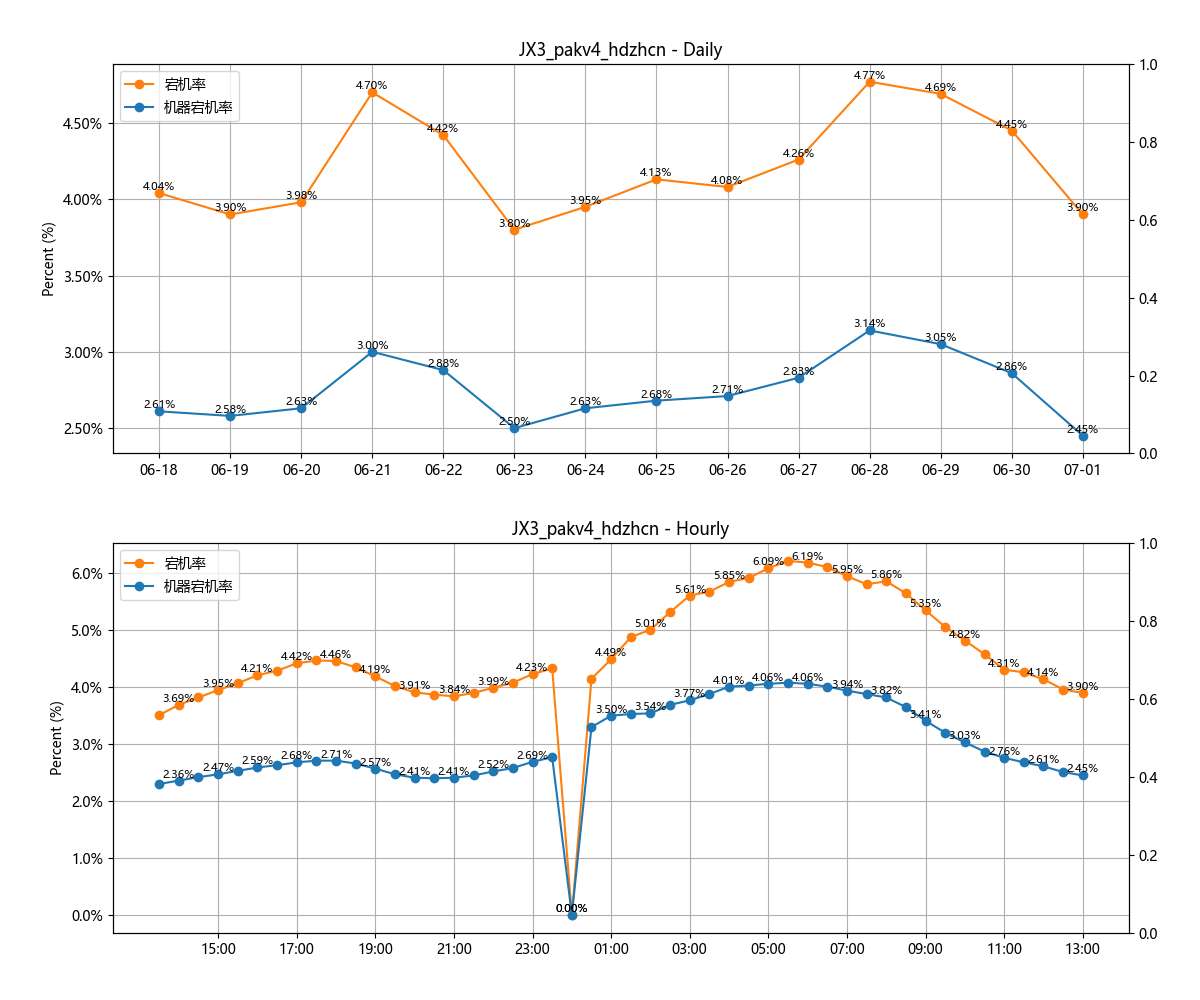 JX3_pakv4_hdzhcn - Daily
宕机率
机器宕机率
Percent (%)
4.50%
4.00%
3.50%
3.00%
2.50%
1.0
0.8
0.6
0.4
0.2
0.0
4.04% 3.90% 3.98% 4.70% 4.42% 3.80% 3.95% 4.13% 4.08% 4.26% 4.77% 4.69% 4.45% 3.90%
2.61% 2.58% 2.63% 3.00% 2.88% 2.50% 2.63% 2.68% 2.71% 2.83% 3.14% 3.05% 2.86% 2.45%
06-18 06-19 06-20 06-21 06-22 06-23 06-24 06-25 06-26 06-27 06-28 06-29 06-30 07-01
JX3_pakv4_hdzhcn - Hourly
宕机率
机器宕机率
Percent (%)
6.0%
5.0%
4.0%
3.0%
2.0%
1.0%
0.0%
1.0
0.8
0.6
0.4
0.2
0.0
3.69% 3.95% 4.21% 4.42% 4.46% 4.19% 3.91% 3.84% 3.99% 4.23% 0.00% 4.49% 5.01% 5.61% 5.85% 6.09% 6.19% 5.95% 5.86% 5.35% 4.82% 4.31% 4.14% 3.90%
2.36% 2.47% 2.59% 2.68% 2.71% 2.57% 2.41% 2.41% 2.52% 2.69% 0.00% 3.50% 3.54% 3.77% 4.01% 4.06% 4.06% 3.94% 3.82% 3.41% 3.03% 2.76% 2.61% 2.45%
15:00 17:00 19:00 21:00 23:00 01:00 03:00 05:00 07:00 09:00 11:00 13:00